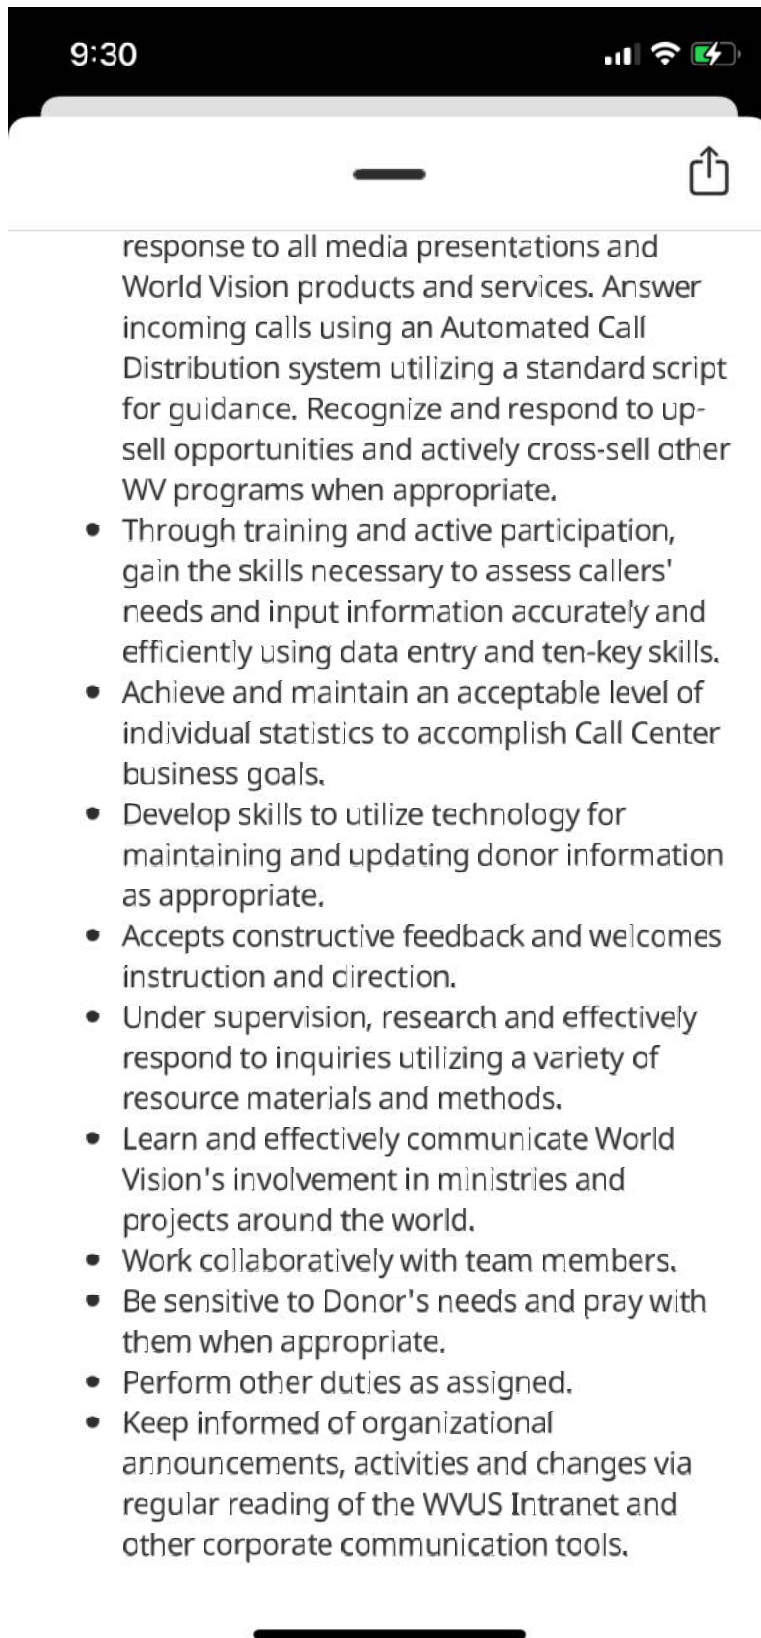 9:30
response to all media presentations and
World Vision products and services. Answer
incoming calls using an Automated Call
Distribution system utilizing a standard script
for guidance. Recognize and respond to up-
sell opportunities and actively cross-sell other
WV programs when appropriate.
• Through training and active participation,
gain the skills necessary to assess callers'
needs and input information accurately and
efficiently using data entry and ten-key skills.
• Achieve and maintain an acceptable level of
individual statistics to accomplish Call Center
business goals.
• Develop skills to utilize technology for
maintaining and updating donor information
as appropriate.
• Accepts constructive feedback and welcomes
instruction and direction.
• Under supervision, research and effectively
respond to inquiries utilizing a variety of
resource materials and methods.
• Learn and effectively communicate World
Vision's involvement in ministries and
projects around the world.
• Work collaboratively with team members.
• Be sensitive to Donor's needs and pray with
them when appropriate.
• Perform other duties as assigned.
• Keep informed of organizational
announcements, activities and changes via
regular reading of the WVUS Intranet and
other corporate communication tools.